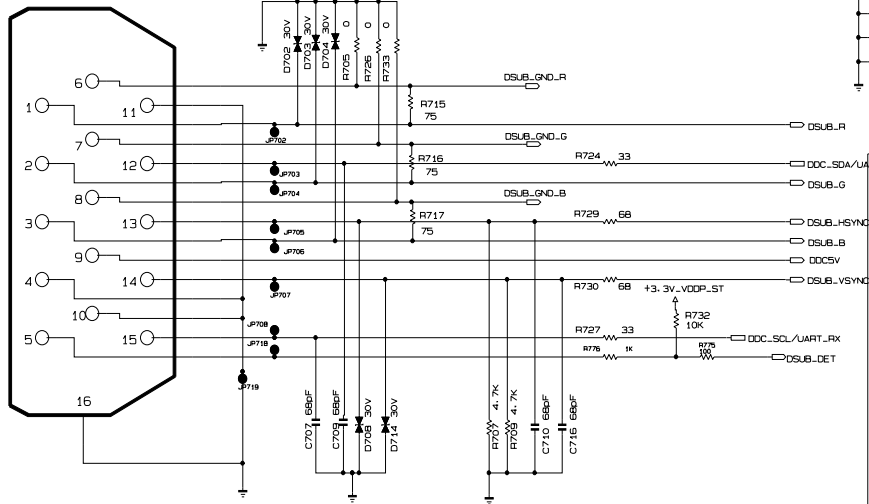 D702 30V
D703 30V
D704 30V
R705 0
R726 0
R733 0
6
DSUB_GND_R
1
11
R715
75
DSUB_R
JP702
7
DSUB_GND_G
2
12
R716
75
R724 33
DDC_SDA/UA
JP703
DSUB_G
JP704
8
DSUB_GND_B
3
13
R717
75
R729 68
DSUB_HSYNC
JP705
DSUB_B
JP706
9
DDC5V
4
14
R730 68
DSUB_VSYNC
JP707
+3.3V_VDDP_ST
10
R732
10K
JP708
5
15
R727 33
DDC_SCL/UART_RX
JP718
R776 1K
R775
100
DSUB_DET
JP719
16
C707 68pF
C709 68pF
D708 30V
D714 30V
R707 4.7K
R709 4.7K
C710 68pF
C716 68pF